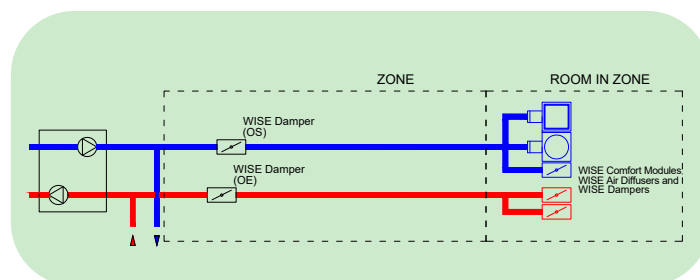 ZONE
ROOM IN ZONE
WISE Damper
(OS)
WISE Damper
(OE)
WISE Comfort Modules
WISE Air Diffusers and
WISE Dampers